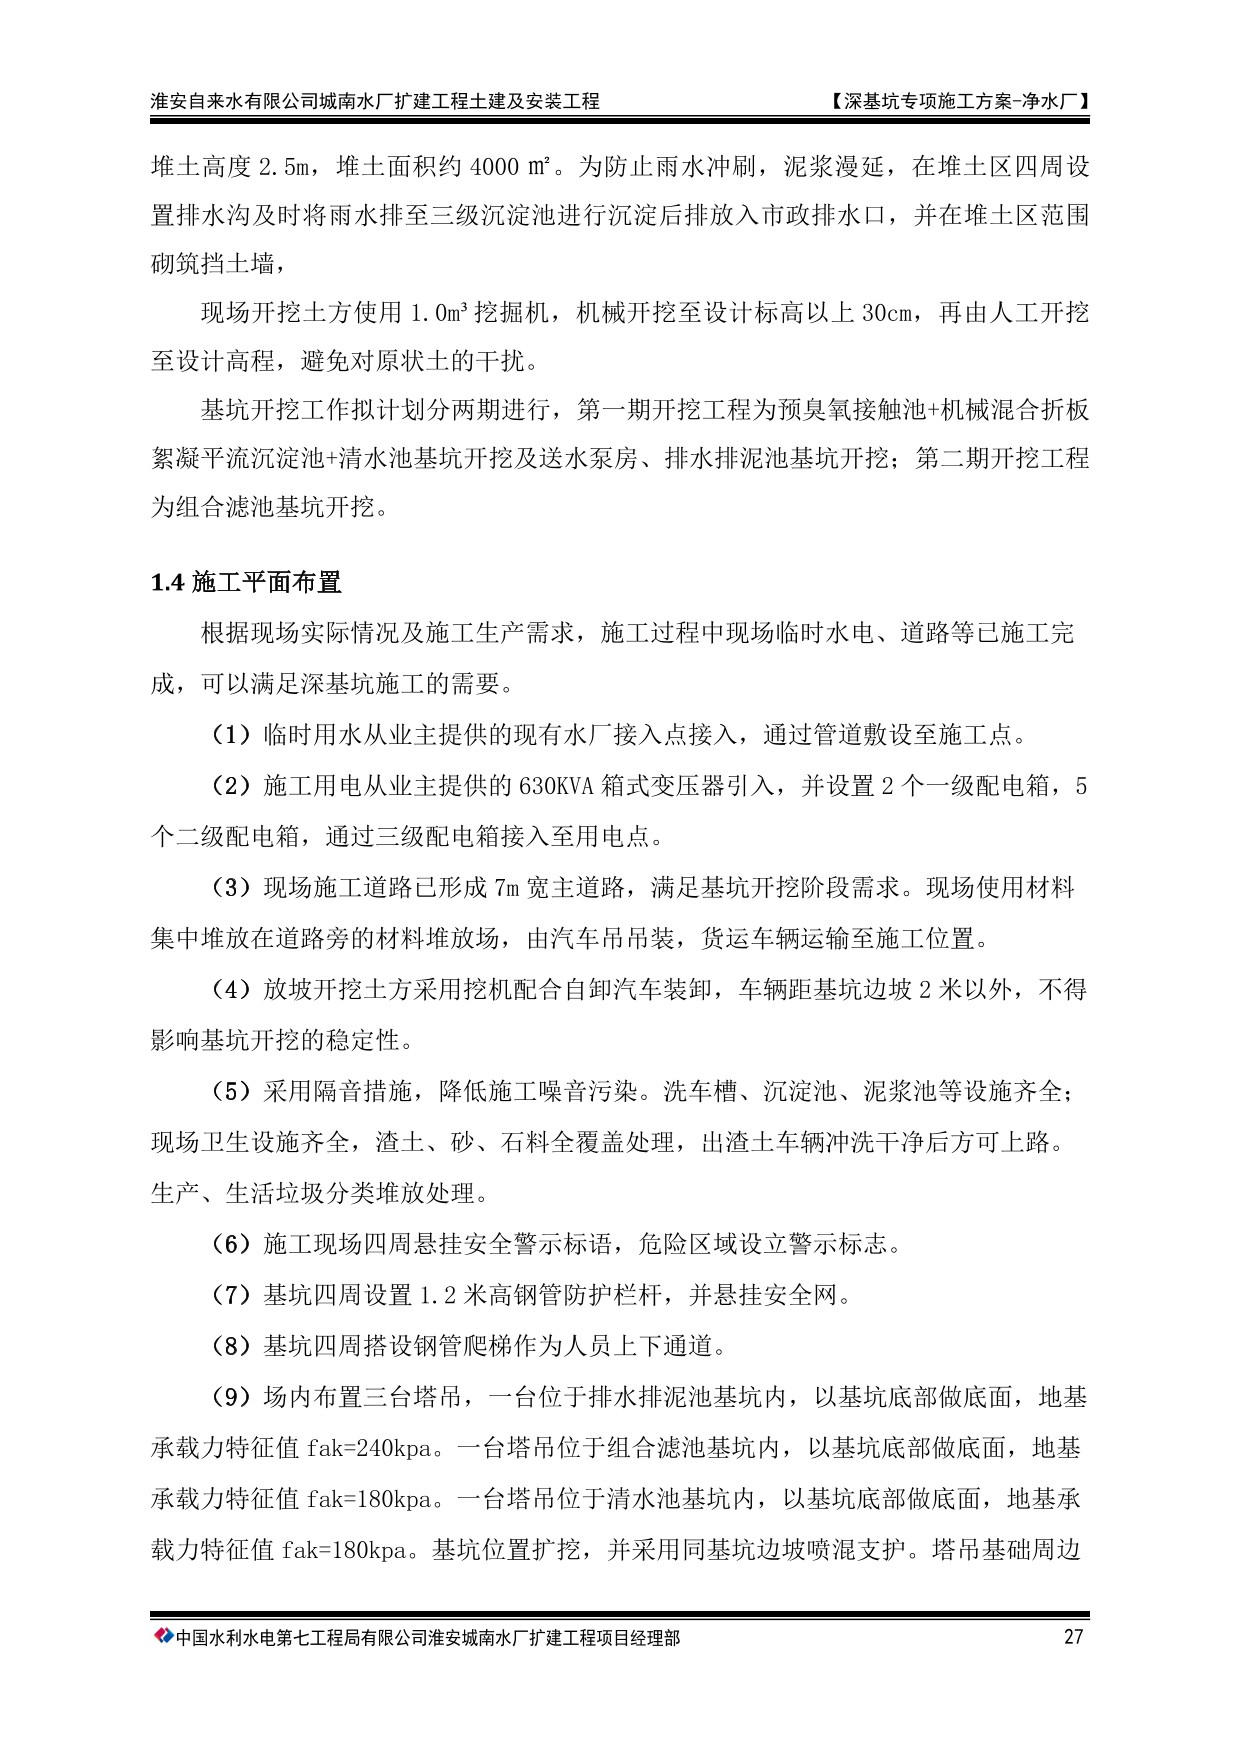 淮安自来水有限公司城南水厂扩建工程土建及安装工程 【深基坑专项施工方案-净水厂】
堆土高度 2.5m，堆土面积约 4000 ㎡。为防止雨水冲刷，泥浆漫延，在堆土区四周设
置排水沟及时将雨水排至三级沉淀池进行沉淀后排放入市政排水口，并在堆土区范围
砌筑挡土墙，
现场开挖土方使用 1.0m³ 挖掘机，机械开挖至设计标高以上 30cm，再由人工开挖
至设计高程，避免对原状土的干扰。
基坑开挖工作拟计划分两期进行，第一期开挖工程为预臭氧接触池+机械混合折板
絮凝平流沉淀池+清水池基坑开挖及送水泵房、排水排泥池基坑开挖；第二期开挖工程
为组合滤池基坑开挖。
1.4 施工平面布置
根据现场实际情况及施工生产需求，施工过程中现场临时水电、道路等已施工完
成，可以满足深基坑施工的需要。
（1）临时用水从业主提供的现有水厂接入点接入，通过管道敷设至施工点。
（2）施工用电从业主提供的 630KVA 箱式变压器引入，并设置 2 个一级配电箱，5
个二级配电箱，通过三级配电箱接入至用电点。
（3）现场施工道路已形成 7m 宽主道路，满足基坑开挖阶段需求。现场使用材料
集中堆放在道路旁的材料堆放场，由汽车吊吊装，货运车辆运输至施工位置。
（4）放坡开挖土方采用挖机配合自卸汽车装卸，车辆距基坑边坡 2 米以外，不得
影响基坑开挖的稳定性。
（5）采用隔音措施，降低施工噪音污染。洗车槽、沉淀池、泥浆池等设施齐全；
现场卫生设施齐全，渣土、砂、石料全覆盖处理，出渣土车辆冲洗干净后方可上路。
生产、生活垃圾分类堆放处理。
（6）施工现场四周悬挂安全警示标语，危险区域设立警示标志。
（7）基坑四周设置 1.2 米高钢管防护栏杆，并悬挂安全网。
（8）基坑四周搭设钢管爬梯作为人员上下通道。
（9）场内布置三台塔吊，一台位于排水排泥池基坑内，以基坑底部做底面，地基
承载力特征值 fak=240kpa。一台塔吊位于组合滤池基坑内，以基坑底部做底面，地基
承载力特征值 fak=180kpa。一台塔吊位于清水池基坑内，以基坑底部做底面，地基承
载力特征值 fak=180kpa。基坑位置扩挖，并采用同基坑边坡喷混支护。塔吊基础周边
中国水利水电第七工程局有限公司淮安城南水厂扩建工程项目经理部 27